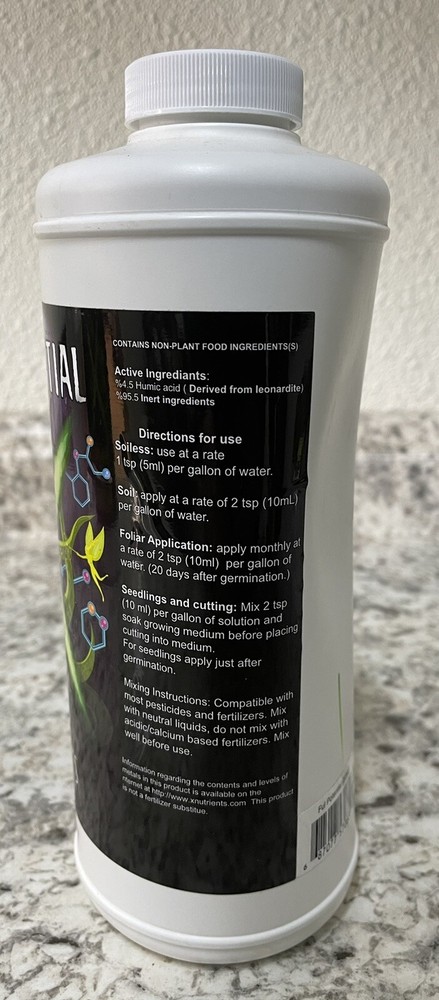 TIAL
CONTAINS NON-PLANT FOOD INGREDIENTS(S)
Active Ingrediants:
%4.5 Humic acid ( Derived from leonardite)
%95.5 Inert ingredients
Directions for use
Soiless: use at a rate
1 tsp (5ml) per gallon of water.
Soil: apply at a rate of 2 tsp (10mL)
per gallon of water.
Foliar Application: apply monthly at
a rate of 2 tsp (10ml) per gallon of
water. (20 days after germination.)
Seedlings and cutting: Mix 2 tsp
(10 ml) per gallon of solution and
soak growing medium before placing
cutting into medium.
For seedlings apply just after
germination.
Mixing Instructions: Compatible with
most pesticides and fertilizers. Mix
with neutral liquids, do not mix with
acidic/calcium based fertilizers. Mix
well before use.
Information regarding the contents and levels of
metals in this product is available on the
nternet at http://www.xnutrients.com This product
is not a fertilizer substitue.